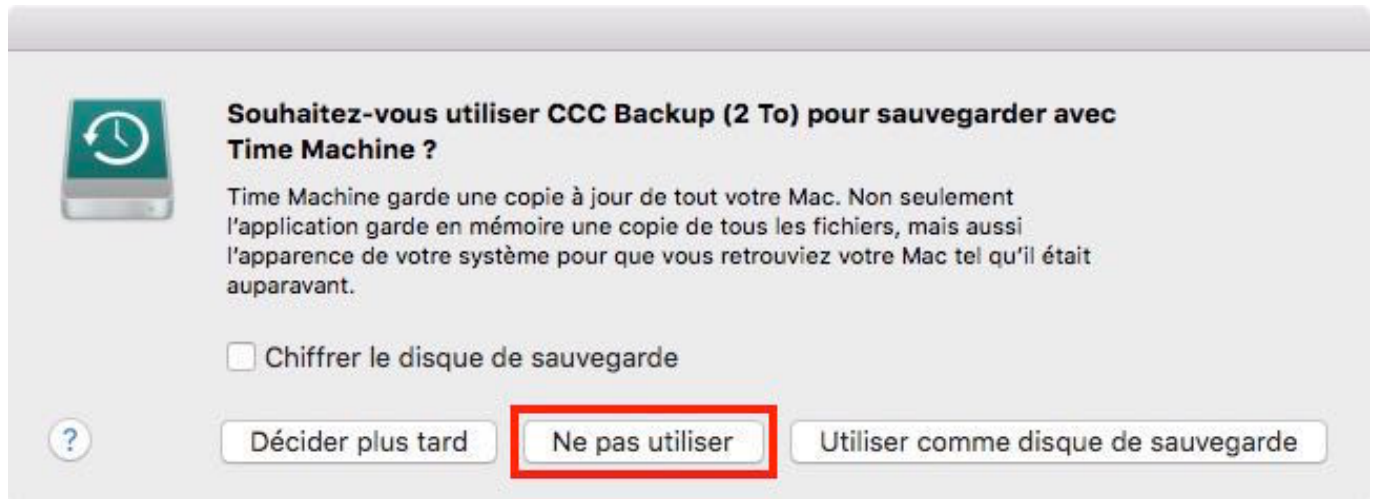 Souhaitez-vous utiliser CCC Backup (2 To) pour sauvegarder avec
Time Machine ?
Time Machine garde une copie à jour de tout votre Mac. Non seulement
l'application garde en mémoire une copie de tous les fichiers, mais aussi
l'apparence de votre système pour que vous retrouviez votre Mac tel qu'il était
auparavant.
Chiffrer le disque de sauvegarde
? Décider plus tard Ne pas utiliser Utiliser comme disque de sauvegarde